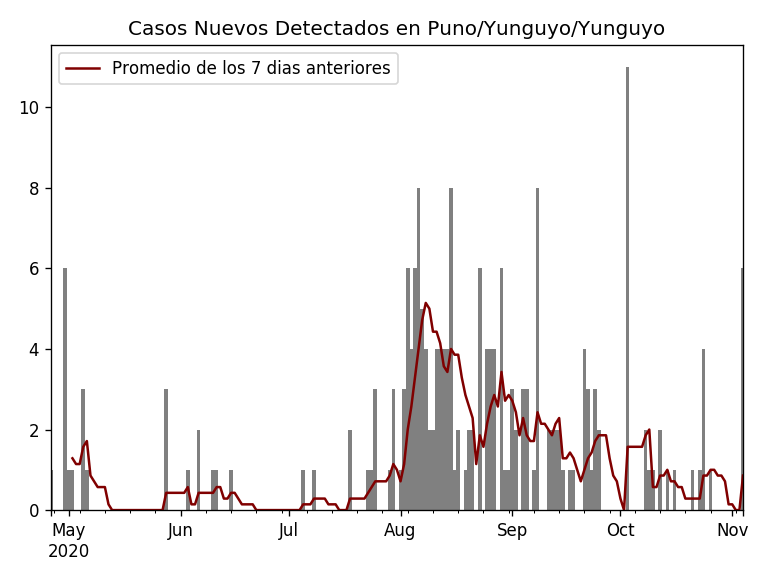 Casos Nuevos Detectados en Puno/Yunguyo/Yunguyo
Promedio de los 7 dias anteriores
10
8
6
4
2
0
May Jun Jul Aug Sep Oct Nov
2020